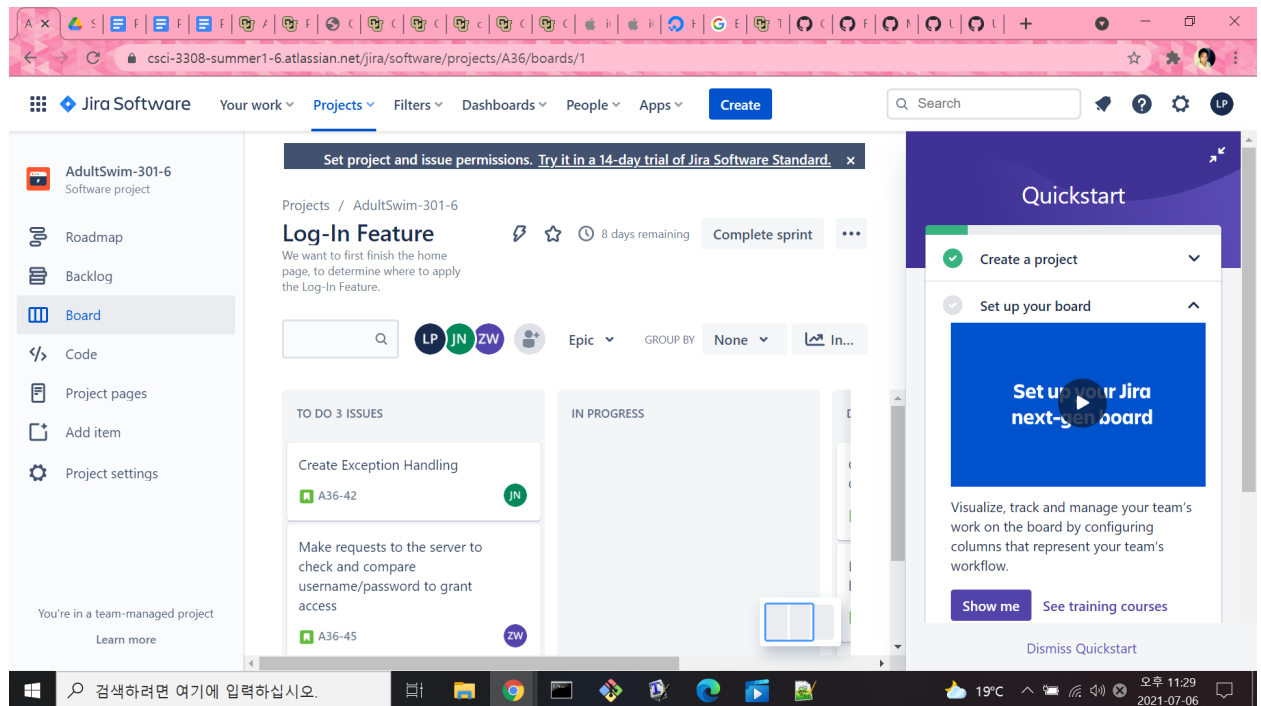 A
csci-3308-summer1-6.atlassian.net/jira/software/projects/A36/boards/1
Jira Software
Your work
Projects
Filters
Dashboards
People
Apps
Create
Search
LP
AdultSwim-301-6
Software project
Roadmap
Backlog
Board
Code
Project pages
Add item
Project settings
You're in a team-managed project
Learn more
Set project and issue permissions. Try it in a 14-day trial of Jira Software Standard.
Projects / AdultSwim-301-6
Log-In Feature
8 days remaining
Complete sprint
We want to first finish the home
page, to determine where to apply
the Log-In Feature.
LP JN ZW
Epic
GROUP BY
None
In...
TO DO 3 ISSUES
Create Exception Handling
A36-42
JN
Make requests to the server to
check and compare
username/password to grant
access
A36-45
ZW
IN PROGRESS
Quickstart
Create a project
Set up your board
Set up your Jira
next-gen board
Visualize, track and manage your team's
work on the board by configuring
columns that represent your team's
workflow.
Show me
See training courses
Dismiss Quickstart
검색하려면 여기에 입력하십시오.
19°C
오후 11:29
2021-07-06